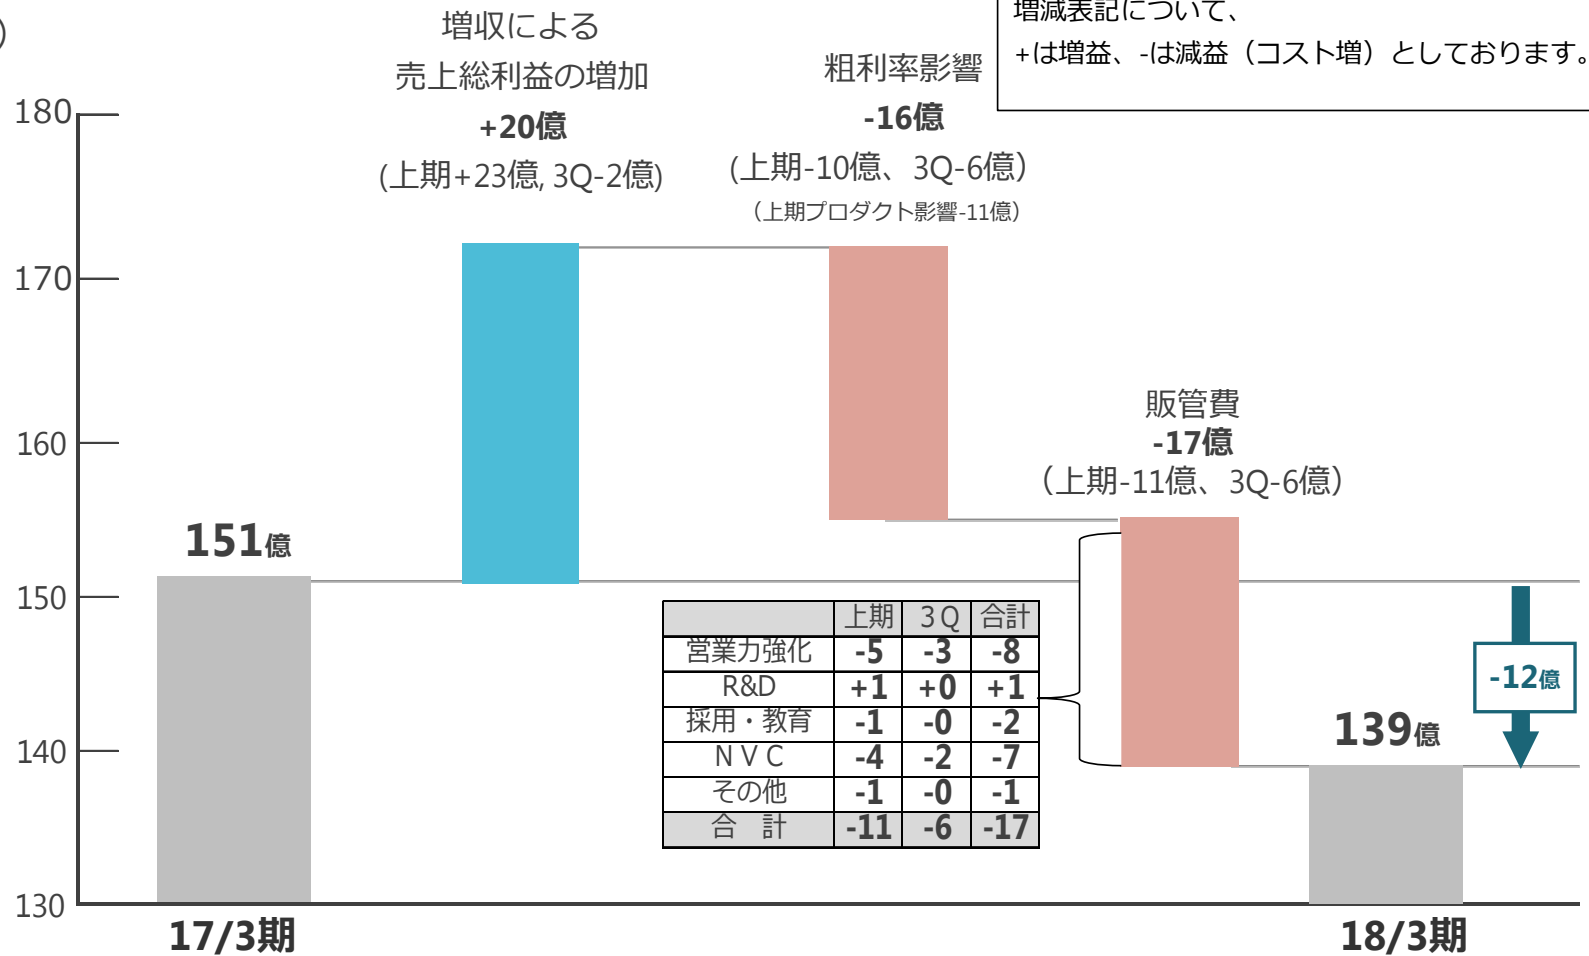 )
増減表記について、
+は増益、-は減益（コスト増）としております。
増収による
売上総利益の増加
+20億
(上期+23億, 3Q-2億)
粗利率影響
-16億
(上期-10億、3Q-6億)
（上期プロダクト影響-11億）
販管費
-17億
（上期-11億、3Q-6億）
180
170
160
150
140
130
151億
139億
-12億
上期 3Q 合計
営業力強化 -5 -3 -8
R&D +1 +0 +1
採用・教育 -1 -0 -2
NVC -4 -2 -7
その他 -1 -0 -1
合 計 -11 -6 -17
17/3期
18/3期